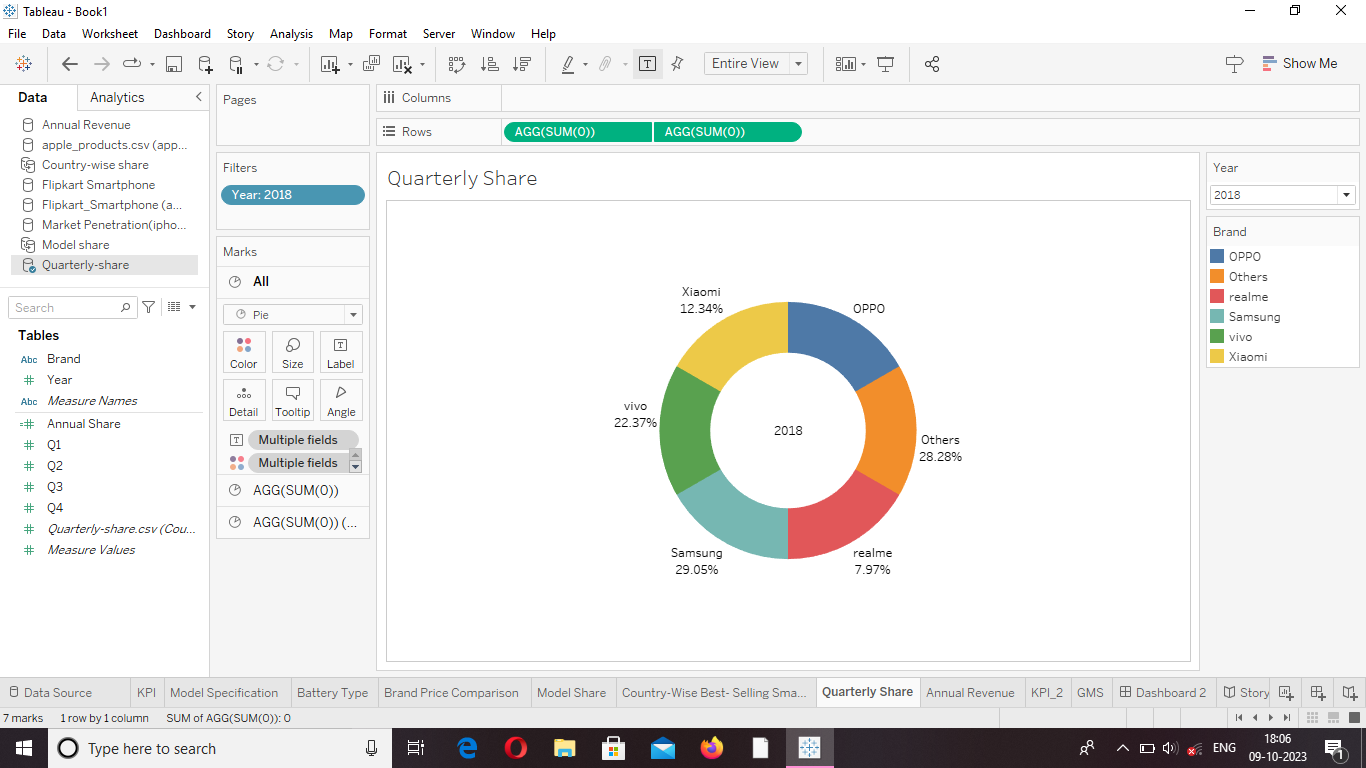 Tableau - Book1
File Data Worksheet Dashboard Story Analysis Map Format Server Window Help
Entire View
Show Me
Data Analytics
Annual Revenue
apple_products.csv (app...
Country-wise share
Flipkart Smartphone
Flipkart_Smartphone (a...
Market Penetration(ipho...
Model share
Quarterly-share
Search
Tables
Abc Brand
# Year
Abc Measure Names
=# Annual Share
# Q1
# Q2
# Q3
# Q4
# Quarterly-share.csv (Cou...
# Measure Values
Pages
Filters
Year: 2018
Marks
All
Pie
Color Size Label
Detail Tooltip Angle
Multiple fields
Multiple fields
AGG(SUM(0))
AGG(SUM(0)) (...
Columns
Rows AGG(SUM(0)) AGG(SUM(0))
Quarterly Share
Xiaomi
12.34%
OPPO
vivo
22.37%
2018
Others
28.28%
Samsung
29.05%
realme
7.97%
Year
2018
Brand
OPPO
Others
realme
Samsung
vivo
Xiaomi
Data Source KPI Model Specification Battery Type Brand Price Comparison Model Share Country-Wise Best- Selling Sma... Quarterly Share Annual Revenue KPI_2 GMS Dashboard 2 Story
7 marks 1 row by 1 column SUM of AGG(SUM(0)): 0
Type here to search
ENG
18:06
09-10-2023
1